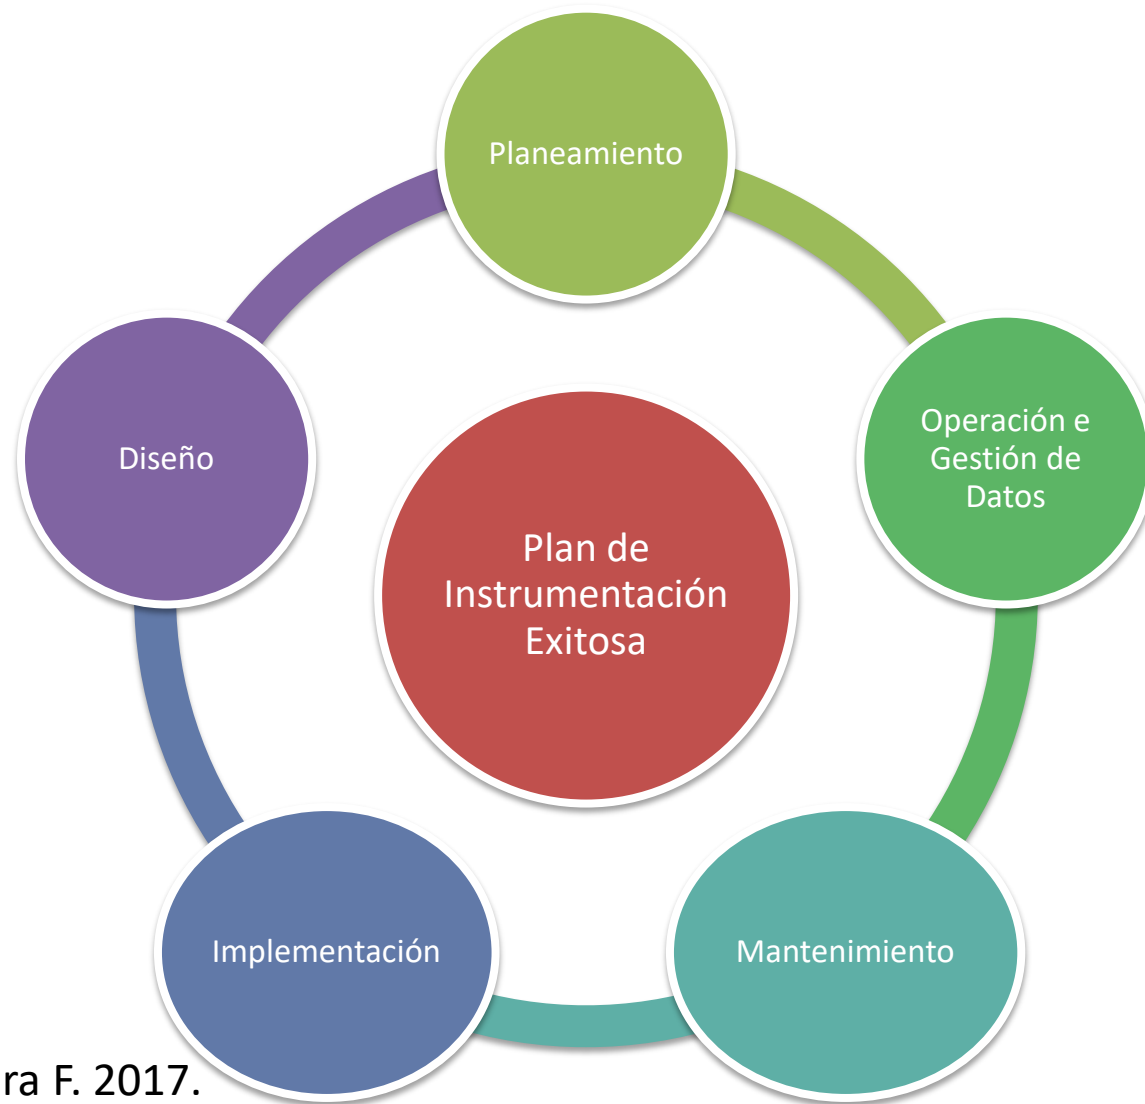 Planeamiento
Operación e
Gestión de
Datos
Diseño
Plan de
Instrumentación
Exitosa
Implementación
Mantenimiento
ra F. 2017.